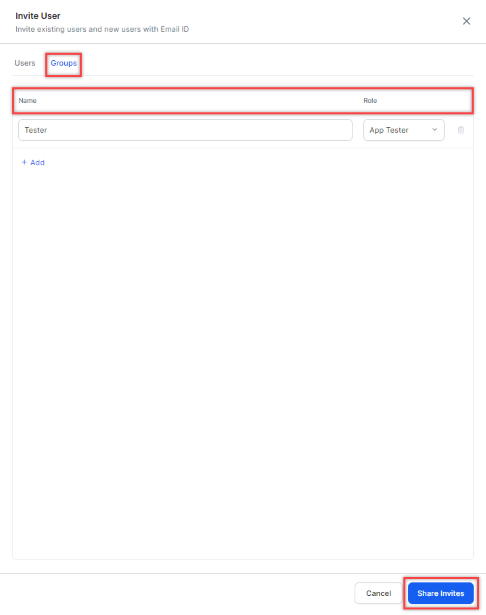 Invite User
Invite existing users and new users with Email ID
Users Groups
Name Role
Tester App Tester
+ Add
Cancel Share Invites